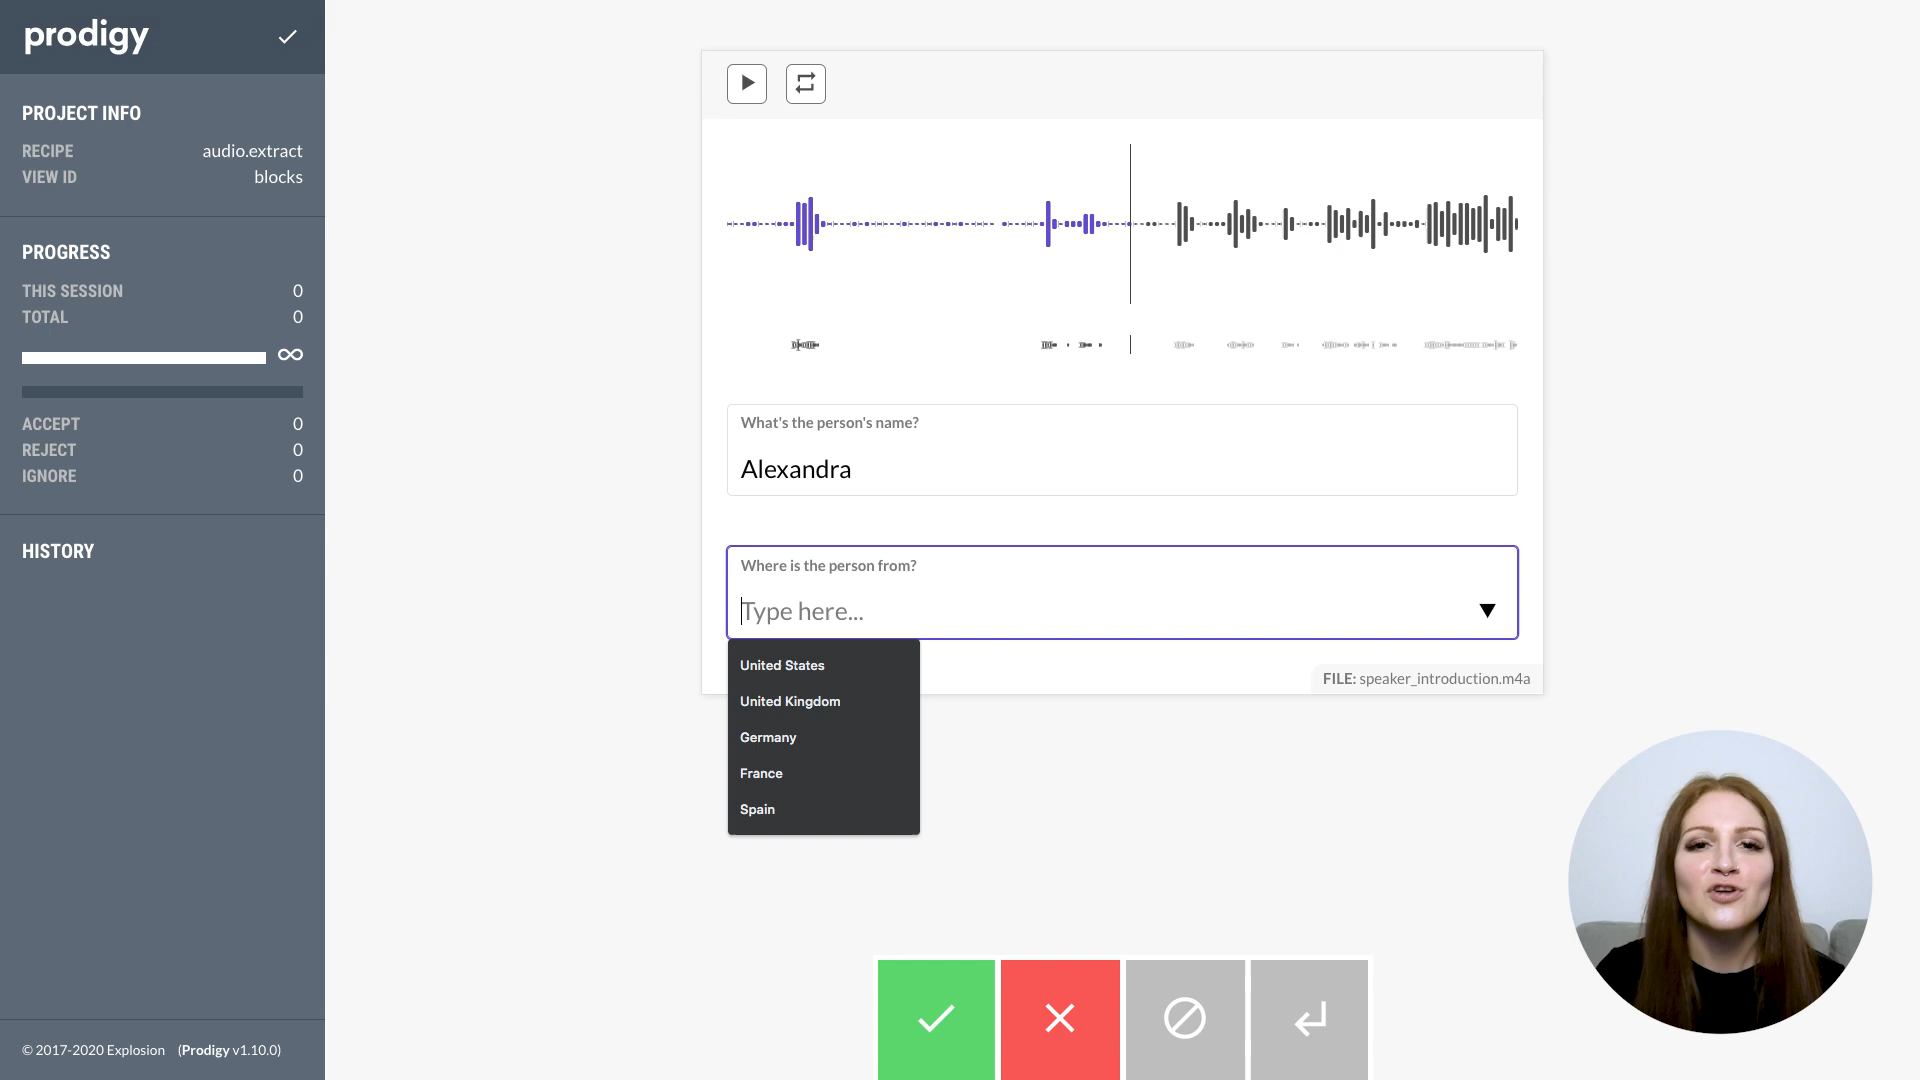 prodigy
PROJECT INFO
RECIPE audio.extract
VIEW ID blocks
PROGRESS
THIS SESSION 0
TOTAL 0
∞
ACCEPT 0
REJECT 0
IGNORE 0
HISTORY
© 2017-2020 Explosion (Prodigy v1.10.0)
What's the person's name?
Alexandra
Where is the person from?
Type here...
United States
United Kingdom
Germany
France
Spain
FILE: speaker_introduction.m4a